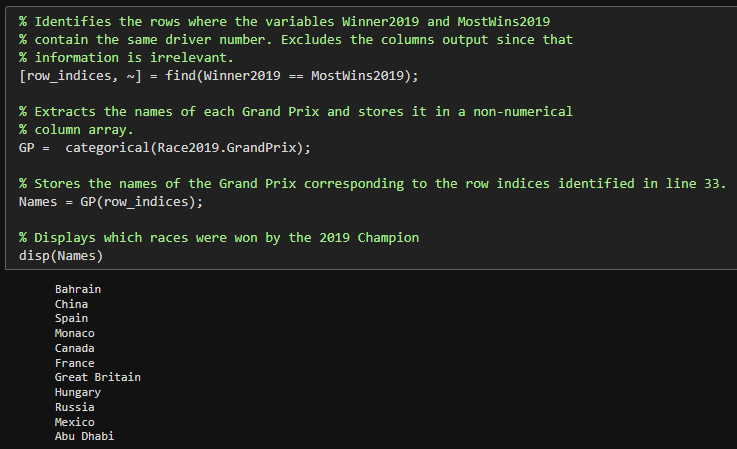 % Identifies the rows where the variables Winner2019 and MostWins2019
% contain the same driver number. Excludes the columns output since that
% information is irrelevant.
[row_indices, ~] = find(Winner2019 == MostWins2019);
% Extracts the names of each Grand Prix and stores it in a non-numerical
% column array.
GP =  categorical(Race2019.GrandPrix);
% Stores the names of the Grand Prix corresponding to the row indices identified in line 33.
Names = GP(row_indices);
% Displays which races were won by the 2019 Champion
disp(Names)
Bahrain
China
Spain
Monaco
Canada
France
Great Britain
Hungary
Russia
Mexico
Abu Dhabi